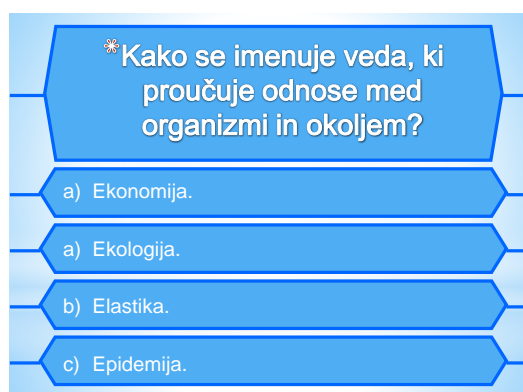 *Kako se imenuje veda, ki
proučuje odnose med
organizmi in okoljem?
a) Ekonomija.
a) Ekologija.
b) Elastika.
c) Epidemija.